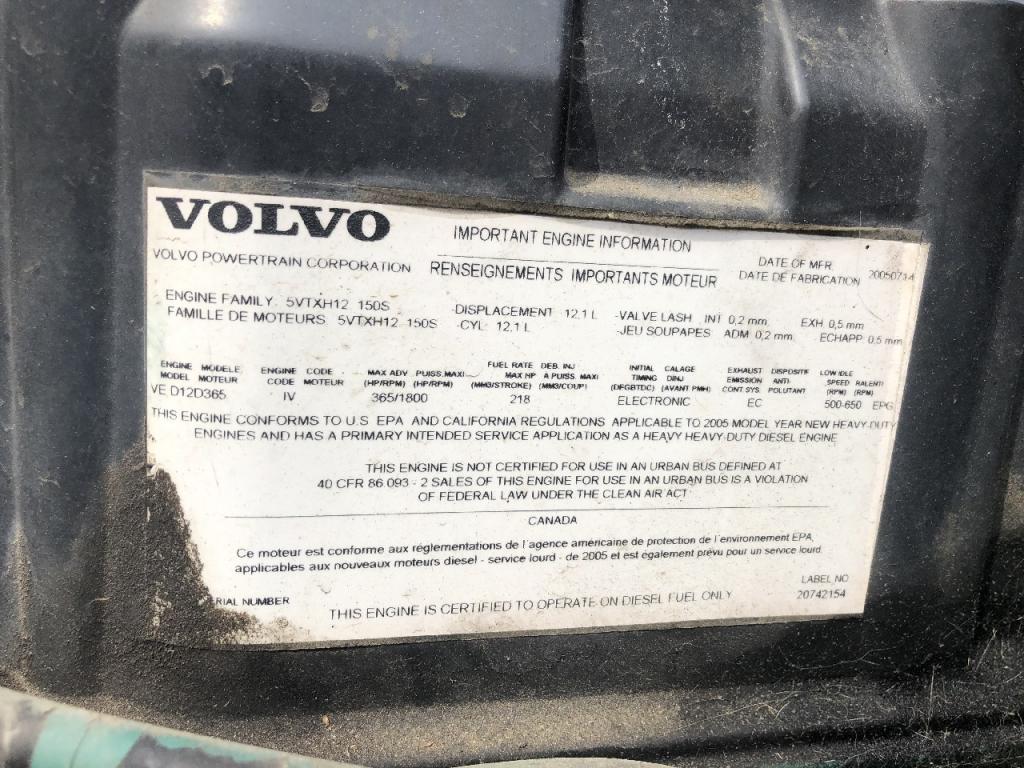 VOLVO
IMPORTANT ENGINE INFORMATION
VOLVO POWERTRAIN CORPORATION
RENSEIGNEMENTS IMPORTANTS MOTEUR
DATE OF MFR
DATE DE FABRICATION 20050714
ENGINE FAMILY: 5VTXH12 150S
FAMILLE DE MOTEURS 5VTXH12 150S
-DISPLACEMENT 12.1 L
-CYL: 12,1 L
-VALVE LASH INT 0,2 mm EXH 0,5 mm
-JEU SOUPAPES ADM 0,2 mm ECHAPP 0,5 mm
ENGINE MODELE
MODEL MOTEUR
VE D12D365
ENGINE CODE
CODE MOTEUR
IV
MAX ADV PUISS.MAXI
(HP/RPM) (HP/RPM)
365/1800
FUEL RATE DEB. INJ
MAX HP A PUISS. MAXI
(MM3/STROKE) (MM3/COUP)
218
INITIAL CALAGE
TIMING DINJ
(DFGBTDC) (AVANT PMH)
ELECTRONIC
EXHAUST DISPOSITIF
EMISSION ANTI-
CONT SYS. POLUTANT
EC
LOW IDLE
SPEED RALENTI
(RPM) (RPM)
500-650 EPG
THIS ENGINE CONFORMS TO U.S EPA AND CALIFORNIA REGULATIONS APPLICABLE TO 2005 MODEL YEAR NEW HEAVY-DUTY
ENGINES AND HAS A PRIMARY INTENDED SERVICE APPLICATION AS A HEAVY HEAVY-DUTY DIESEL ENGINE
THIS ENGINE IS NOT CERTIFIED FOR USE IN AN URBAN BUS DEFINED AT
40 CFR 86 093 - 2 SALES OF THIS ENGINE FOR USE IN AN URBAN BUS IS A VIOLATION
OF FEDERAL LAW UNDER THE CLEAN AIR ACT
CANADA
Ce moteur est conforme aux réglementations de l'agence américaine de protection de l'environnement EPA,
applicables aux nouveaux moteurs diesel - service lourd - de 2005 et est également prévu pour un service lourd.
RIAL NUMBER
THIS ENGINE IS CERTIFIED TO OPERATE ON DIESEL FUEL ONLY
LABEL NO
20742154